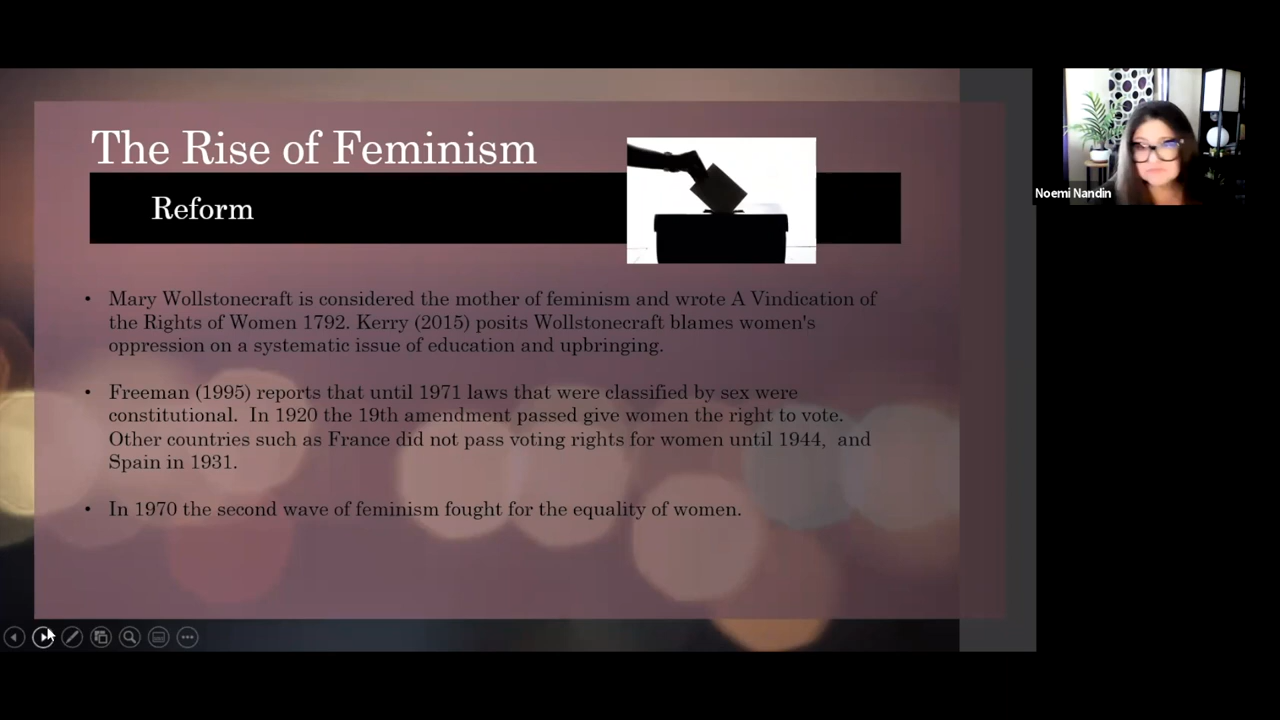 The Rise of Feminism
Reform
• Mary Wollstonecraft is considered the mother of feminism and wrote A Vindication of
the Rights of Women 1792. Kerry (2015) posits Wollstonecraft blames women's
oppression on a systematic issue of education and upbringing.
• Freeman (1995) reports that until 1971 laws that were classified by sex were
constitutional.  In 1920 the 19th amendment passed give women the right to vote.
Other countries such as France did not pass voting rights for women until 1944,  and
Spain in 1931.
• In 1970 the second wave of feminism fought for the equality of women.
Noemi Nandin